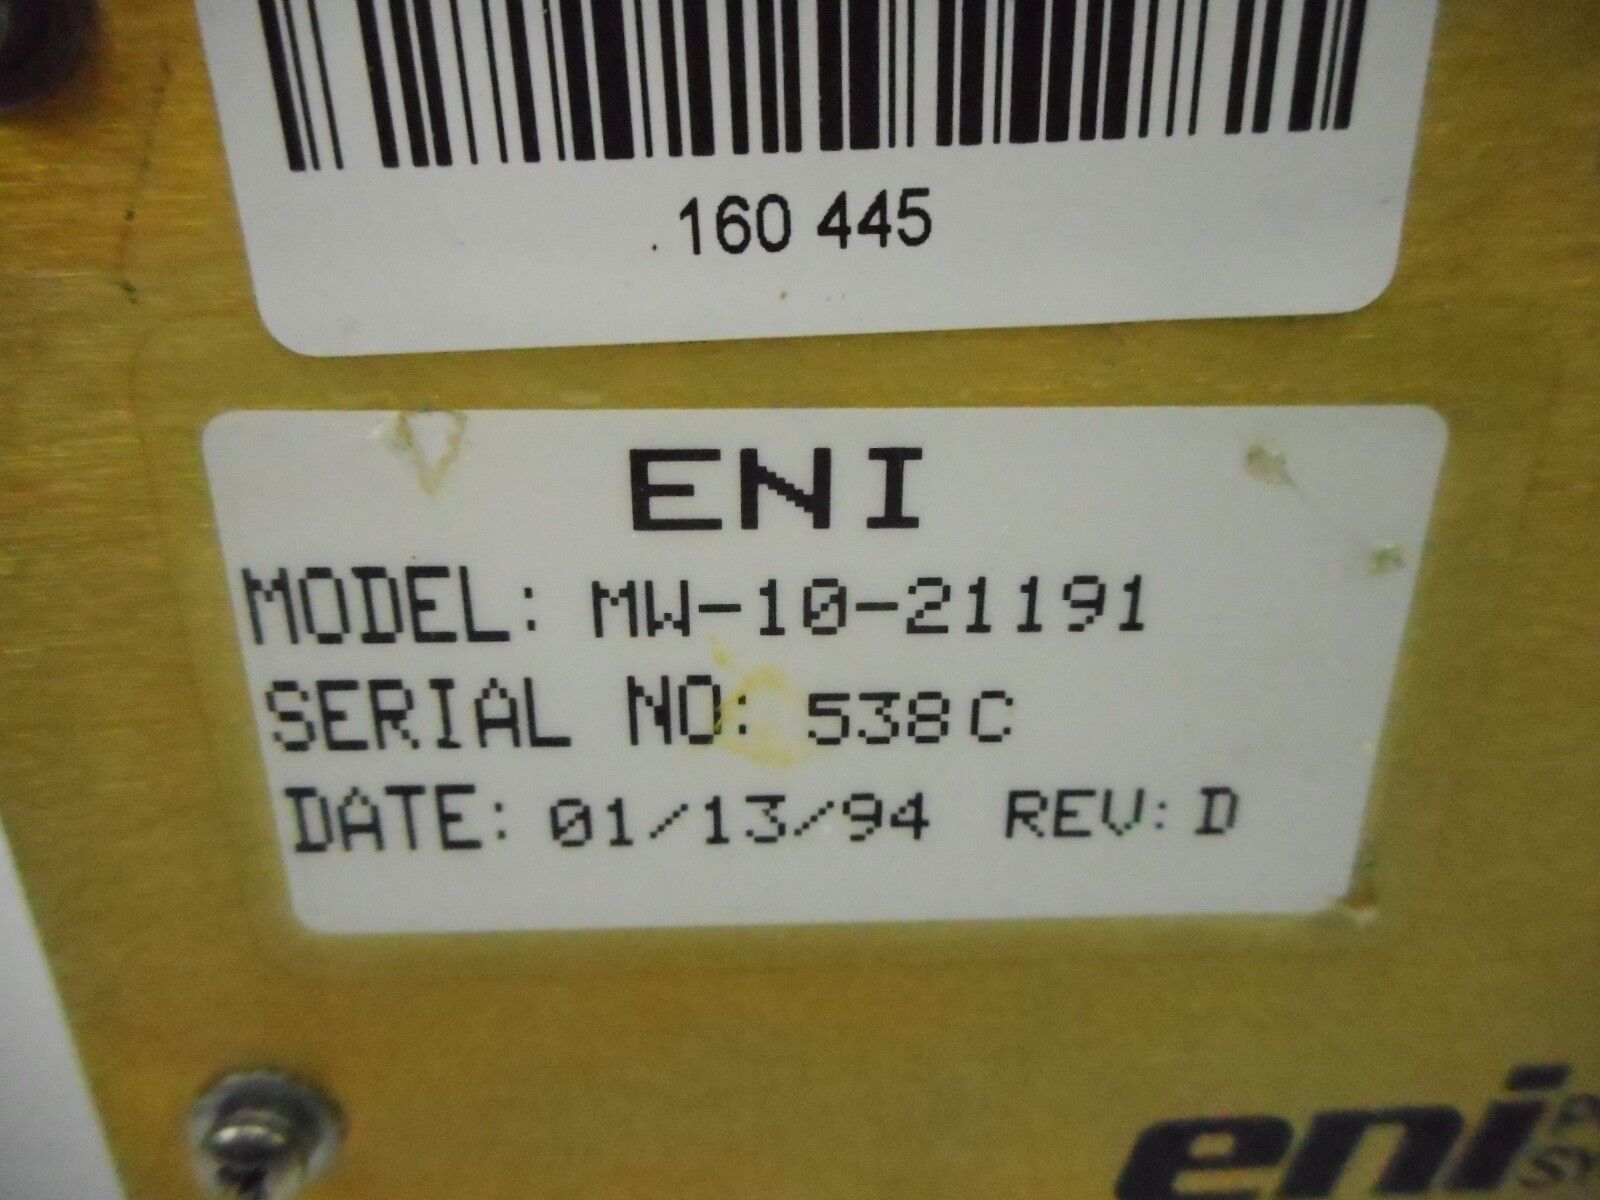 160 445
ENI
MODEL: MW-10-21191
SERIAL NO: 538C
DATE: 01/13/94 REV: D
eni